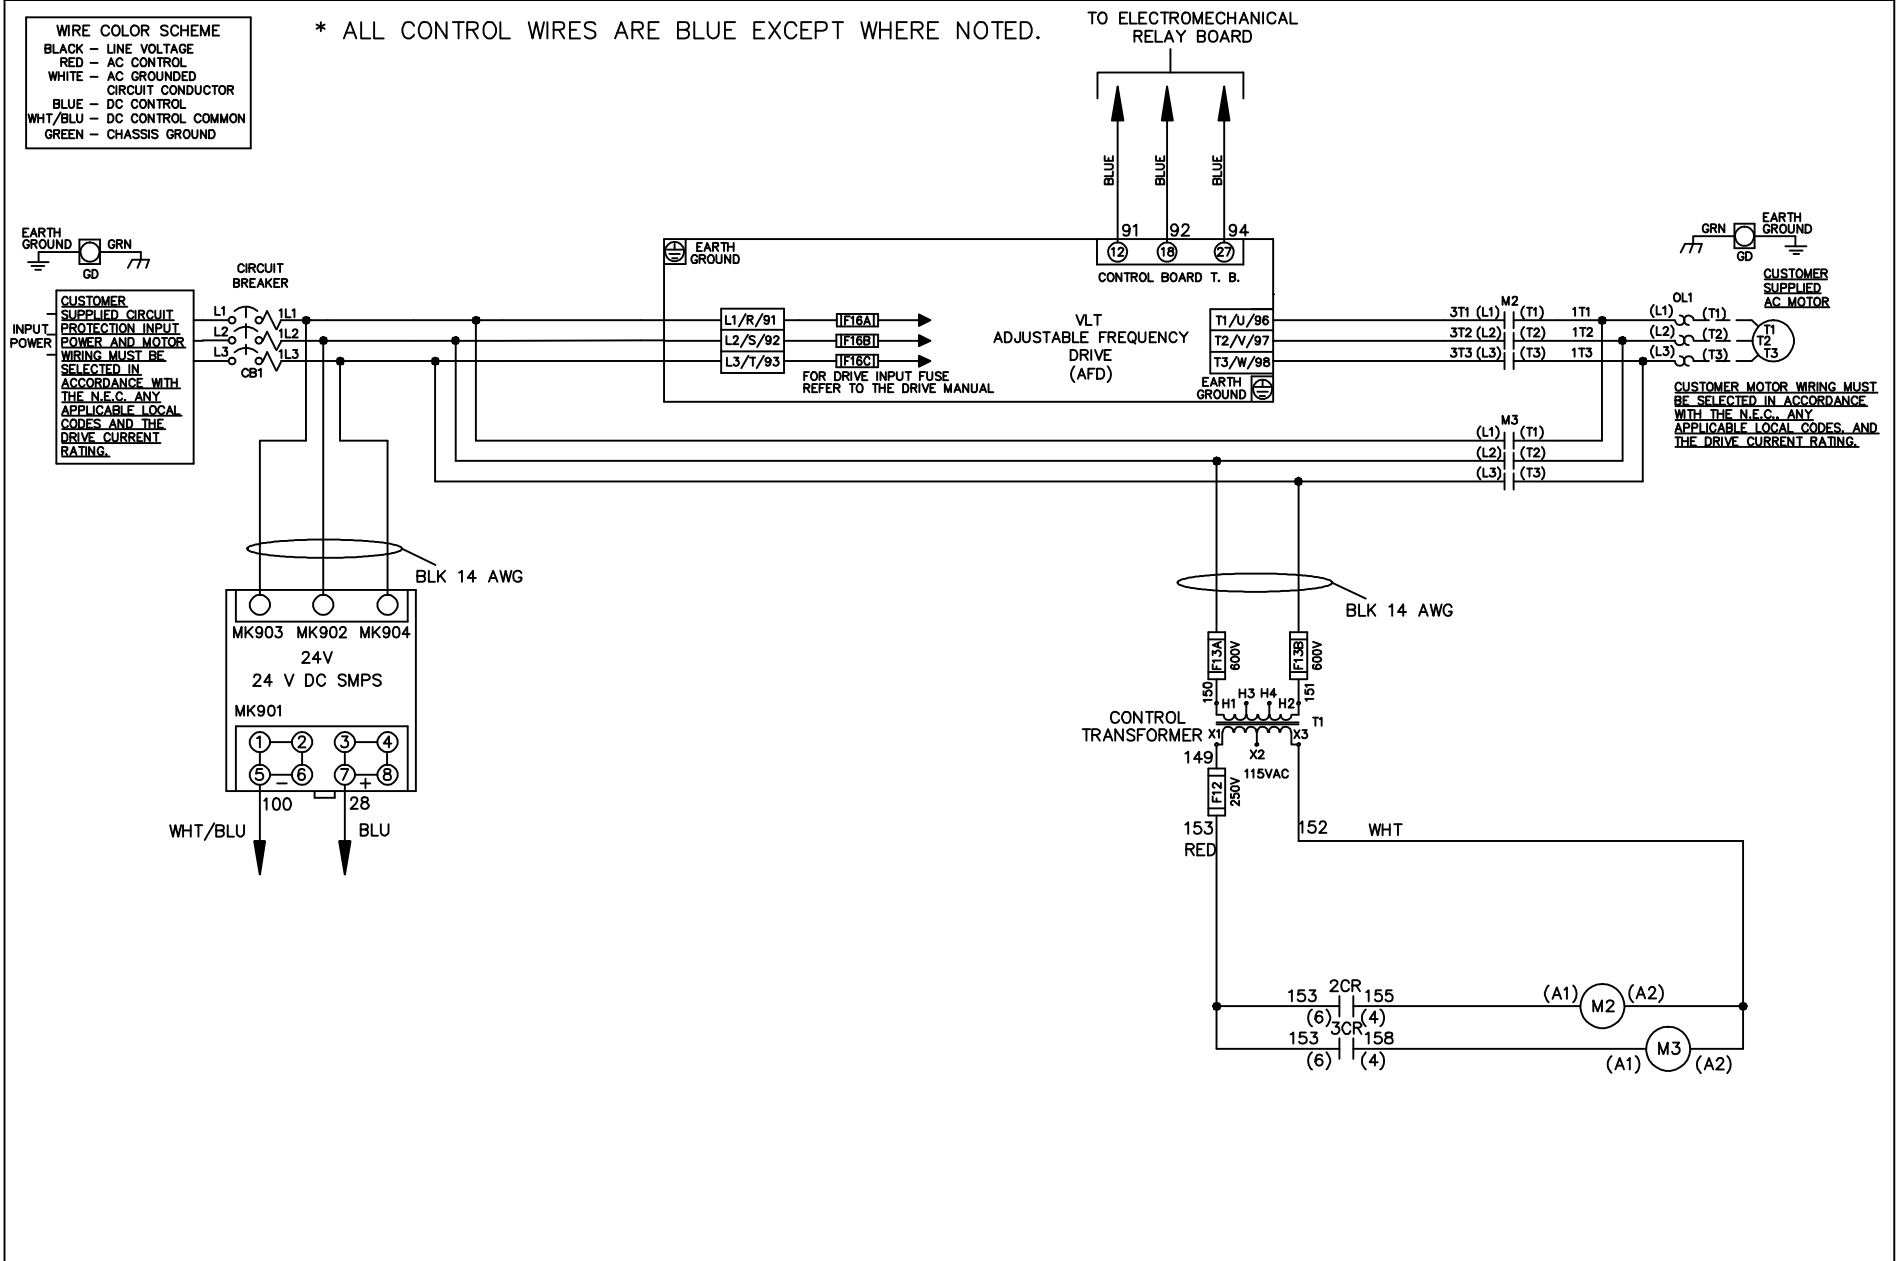 WIRE COLOR SCHEME
BLACK – LINE VOLTAGE
RED – AC CONTROL
WHITE – AC GROUNDED
CIRCUIT CONDUCTOR
BLUE – DC CONTROL
WHT/BLU – DC CONTROL COMMON
GREEN – CHASSIS GROUND
* ALL CONTROL WIRES ARE BLUE EXCEPT WHERE NOTED.
TO ELECTROMECHANICAL
RELAY BOARD
BLUE
BLUE
BLUE
91 92 94
12 18 27
CONTROL BOARD T. B.
EARTH
GROUND
GRN
GD
CIRCUIT
BREAKER
INPUT
POWER
CUSTOMER
SUPPLIED CIRCUIT
PROTECTION INPUT
POWER AND MOTOR
WIRING MUST BE
SELECTED IN
ACCORDANCE WITH
THE N.E.C. ANY
APPLICABLE LOCAL
CODES AND THE
DRIVE CURRENT
RATING.
L1 1L1
L2 1L2
L3 1L3
CB1
EARTH
GROUND
L1/R/91 IF16A
L2/S/92 IF16B
L3/T/93 IF16C
FOR DRIVE INPUT FUSE
REFER TO THE DRIVE MANUAL
VLT
ADJUSTABLE FREQUENCY
DRIVE
(AFD)
T1/U/96
T2/V/97
T3/W/98
EARTH
GROUND
M2
3T1 (L1) (T1) 1T1
3T2 (L2) (T2) 1T2
3T3 (L3) (T3) 1T3
OL1
(L1) (T1)
(L2) (T2)
(L3) (T3)
T1
T2
T3
GRN
GD
EARTH
GROUND
CUSTOMER
SUPPLIED
AC MOTOR
CUSTOMER MOTOR WIRING MUST
BE SELECTED IN ACCORDANCE
WITH THE N.E.C., ANY
APPLICABLE LOCAL CODES, AND
THE DRIVE CURRENT RATING.
M3
(L1) (T1)
(L2) (T2)
(L3) (T3)
BLK 14 AWG
MK903 MK902 MK904
24V
24 V DC SMPS
MK901
1 2 3 4
5 – 6 7 + 8
100 28
WHT/BLU BLU
BLK 14 AWG
F13A 600V
F13B 600V
150 151
H1 H3 H4 H2
T1
CONTROL
TRANSFORMER
X1 X2 X3
149
115VAC
F12 250V
153
RED
152 WHT
153 2CR 155
(6) (4)
(A1) M2 (A2)
153 3CR 158
(6) (4)
(A1) M3 (A2)